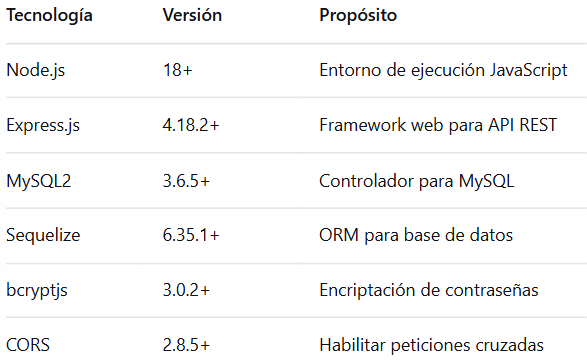 Tecnología Versión Propósito
Node.js 18+ Entorno de ejecución JavaScript
Express.js 4.18.2+ Framework web para API REST
MySQL2 3.6.5+ Controlador para MySQL
Sequelize 6.35.1+ ORM para base de datos
bcryptjs 3.0.2+ Encriptación de contraseñas
CORS 2.8.5+ Habilitar peticiones cruzadas